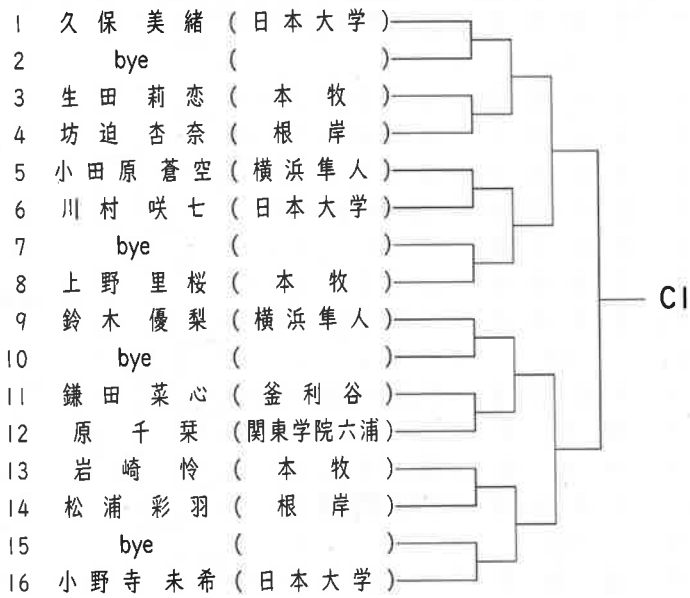 1 久保 美緒 (日本大学)
2 bye ( )
3 生田 莉恋 (本牧)
4 坊迫 杏奈 (根岸)
5 小田原 蒼空 (横浜隼人)
6 川村 咲七 (日本大学)
7 bye ( )
8 上野 里桜 (本牧)
9 鈴木 優梨 (横浜隼人)
C1
10 bye ( )
11 鎌田 菜心 (釜利谷)
12 原 千栞 (関東学院六浦)
13 岩崎 怜 (本牧)
14 松浦 彩羽 (根岸)
15 bye ( )
16 小野寺 未希 (日本大学)